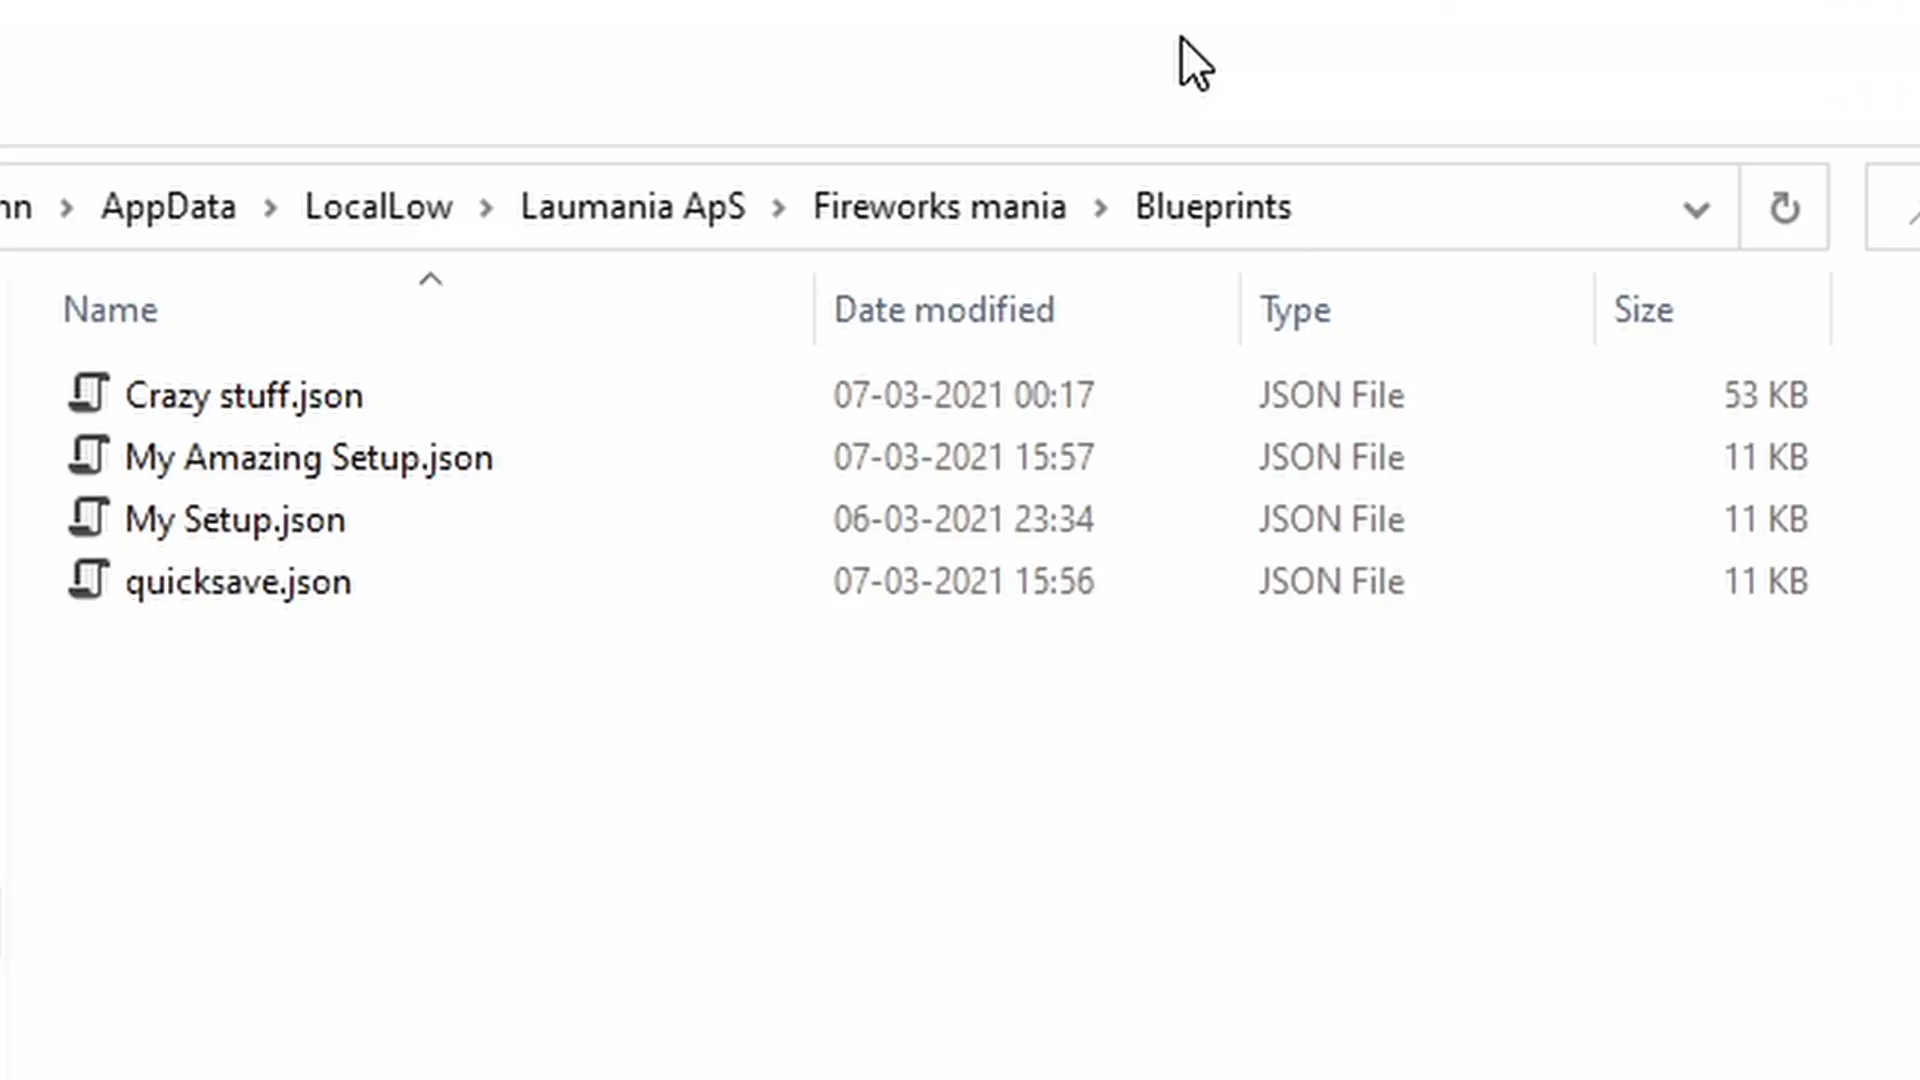 AppData > LocalLow > Laumania ApS > Fireworks mania > Blueprints
Name Date modified Type Size
Crazy stuff.json 07-03-2021 00:17 JSON File 53 KB
My Amazing Setup.json 07-03-2021 15:57 JSON File 11 KB
My Setup.json 06-03-2021 23:34 JSON File 11 KB
quicksave.json 07-03-2021 15:56 JSON File 11 KB